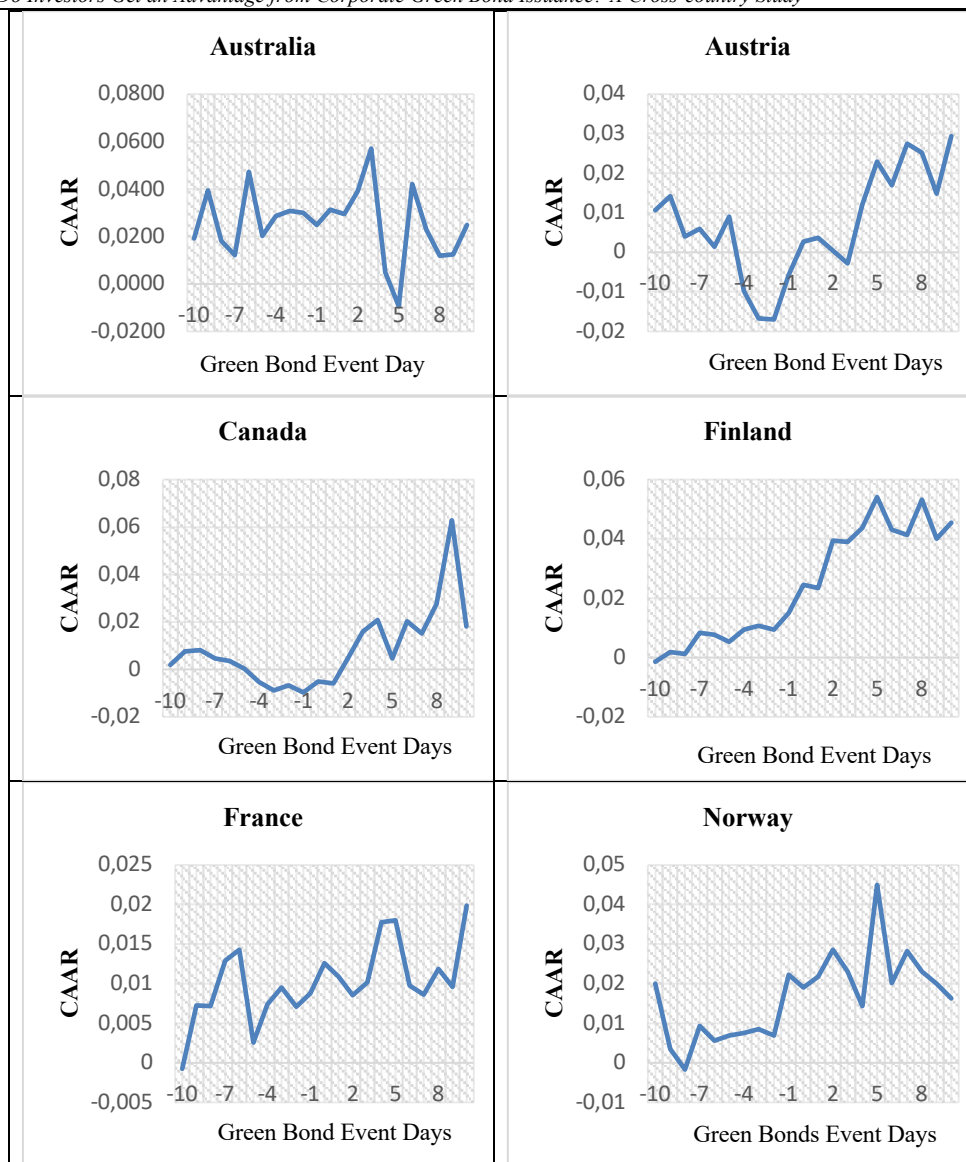 Do Investors Get an Advantage from Corporate Green Bond Issuance? A Cross-country Study
Australia
0,0800
0,0600
0,0400
0,0200
0,0000
-0,0200
CAAR
-10 -7 -4 -1 2 5 8
Green Bond Event Day
Austria
0,04
0,03
0,02
0,01
0
-0,01
-0,02
CAAR
-10 -7 -4 -1 2 5 8
Green Bond Event Days
Canada
0,08
0,06
0,04
0,02
0
-0,02
CAAR
-10 -7 -4 -1 2 5 8
Green Bond Event Days
Finland
0,06
0,04
0,02
0
-0,02
CAAR
-10 -7 -4 -1 2 5 8
Green Bond Event Days
France
0,025
0,02
0,015
0,01
0,005
0
-0,005
CAAR
-10 -7 -4 -1 2 5 8
Green Bond Event Days
Norway
0,05
0,04
0,03
0,02
0,01
0
-0,01
CAAR
-10 -7 -4 -1 2 5 8
Green Bonds Event Days